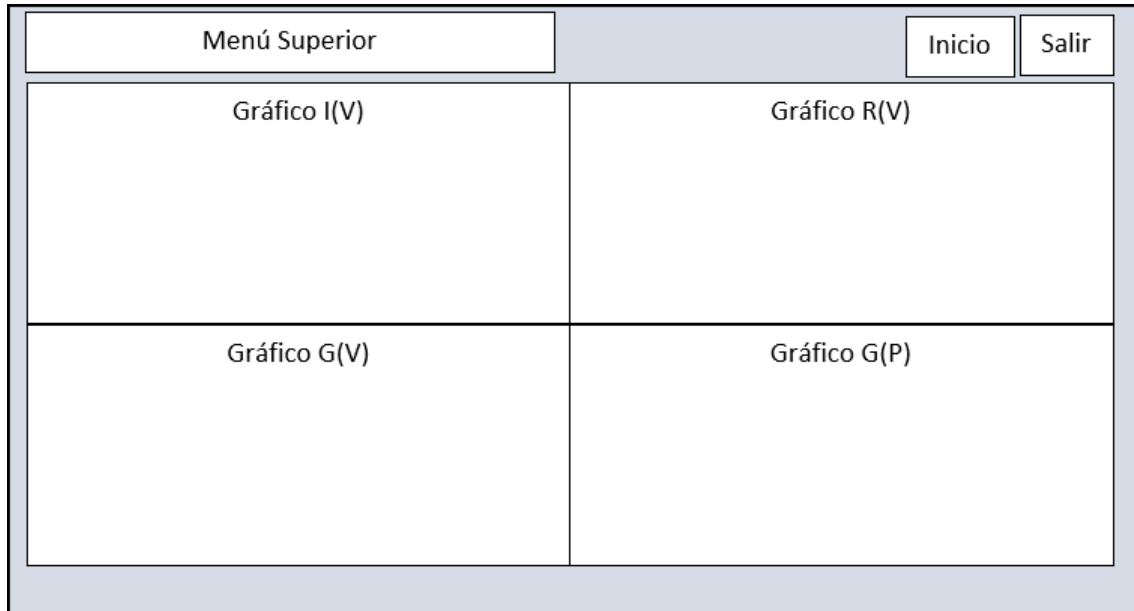 Menú Superior
Inicio
Salir
Gráfico I(V)
Gráfico R(V)
Gráfico G(V)
Gráfico G(P)